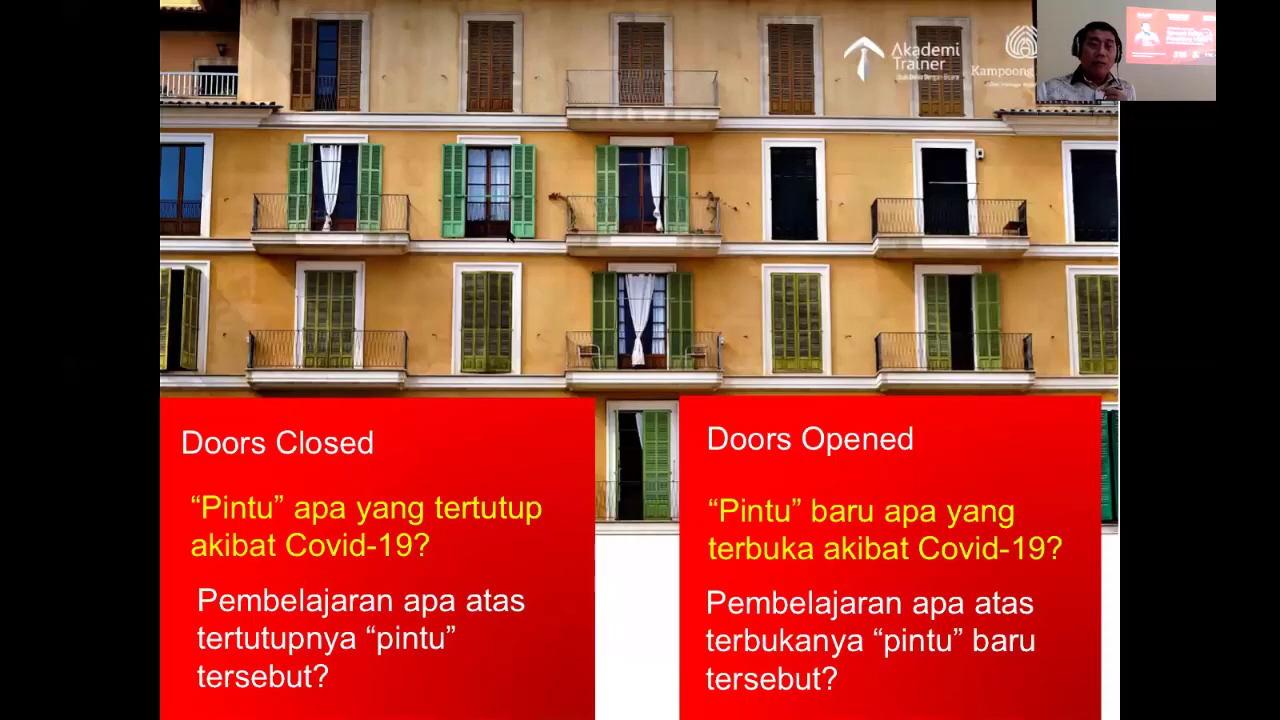 Akademi
Trainer
Kampoong
Doors Closed
“Pintu” apa yang tertutup
akibat Covid-19?
Pembelajaran apa atas
tertutupnya “pintu”
tersebut?
Doors Opened
“Pintu” baru apa yang
terbuka akibat Covid-19?
Pembelajaran apa atas
terbukanya “pintu” baru
tersebut?